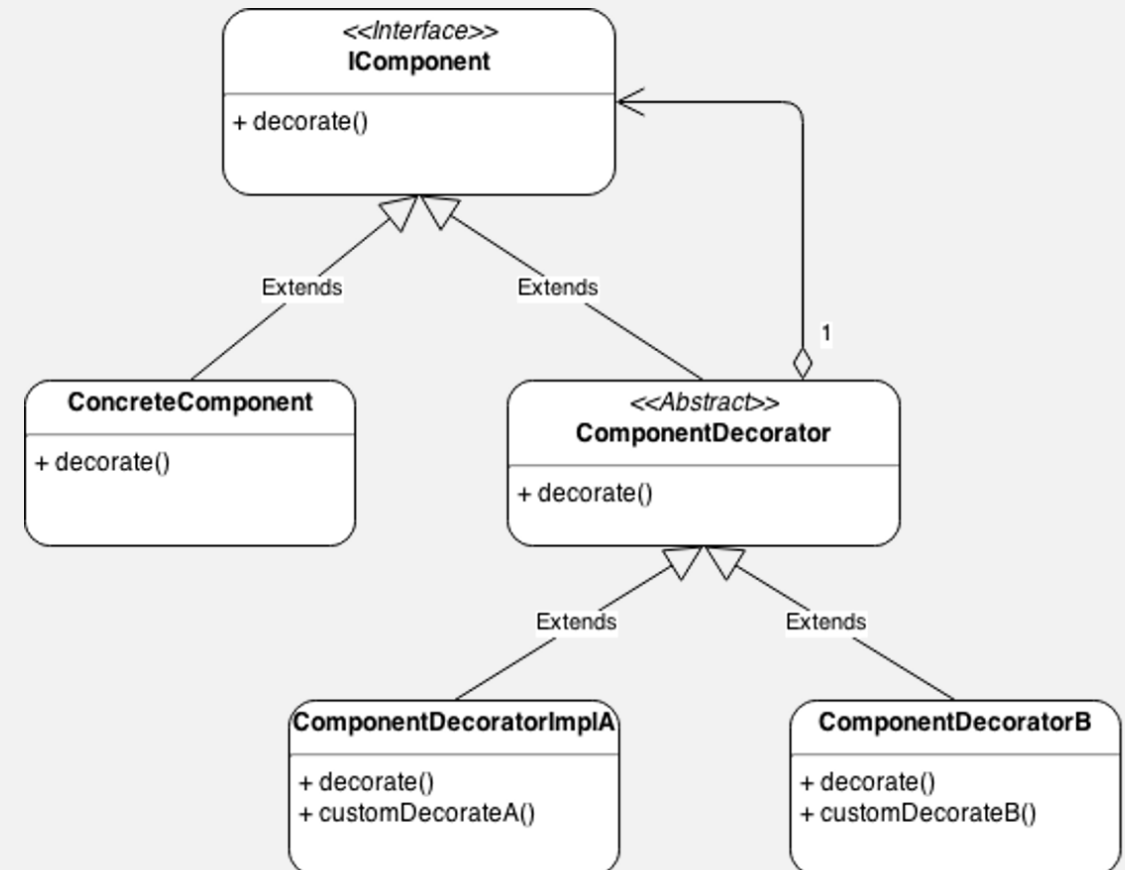 <<Interface>>
IComponent
+ decorate()
Extends
Extends
1
ConcreteComponent
+ decorate()
<<Abstract>>
ComponentDecorator
+ decorate()
Extends
Extends
ComponentDecoratorImplA
+ decorate()
+ customDecorateA()
ComponentDecoratorB
+ decorate()
+ customDecorateB()